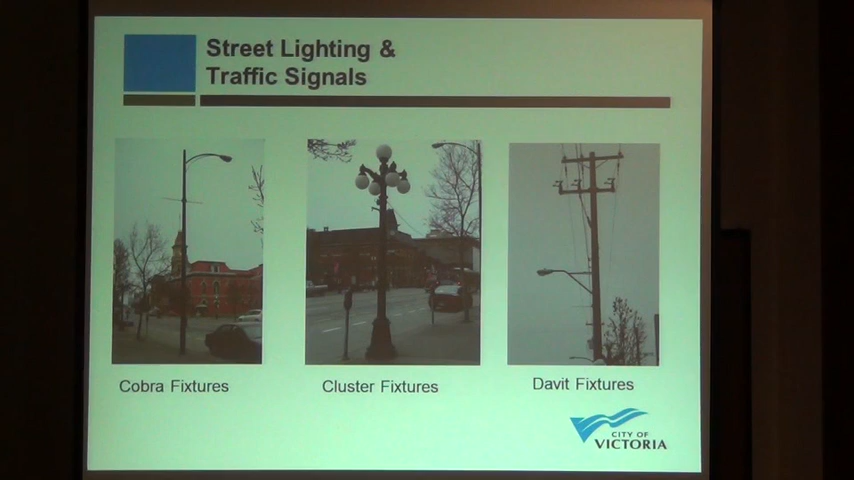 Street Lighting &
Traffic Signals
Cobra Fixtures
Cluster Fixtures
Davit Fixtures
CITY OF
VICTORIA